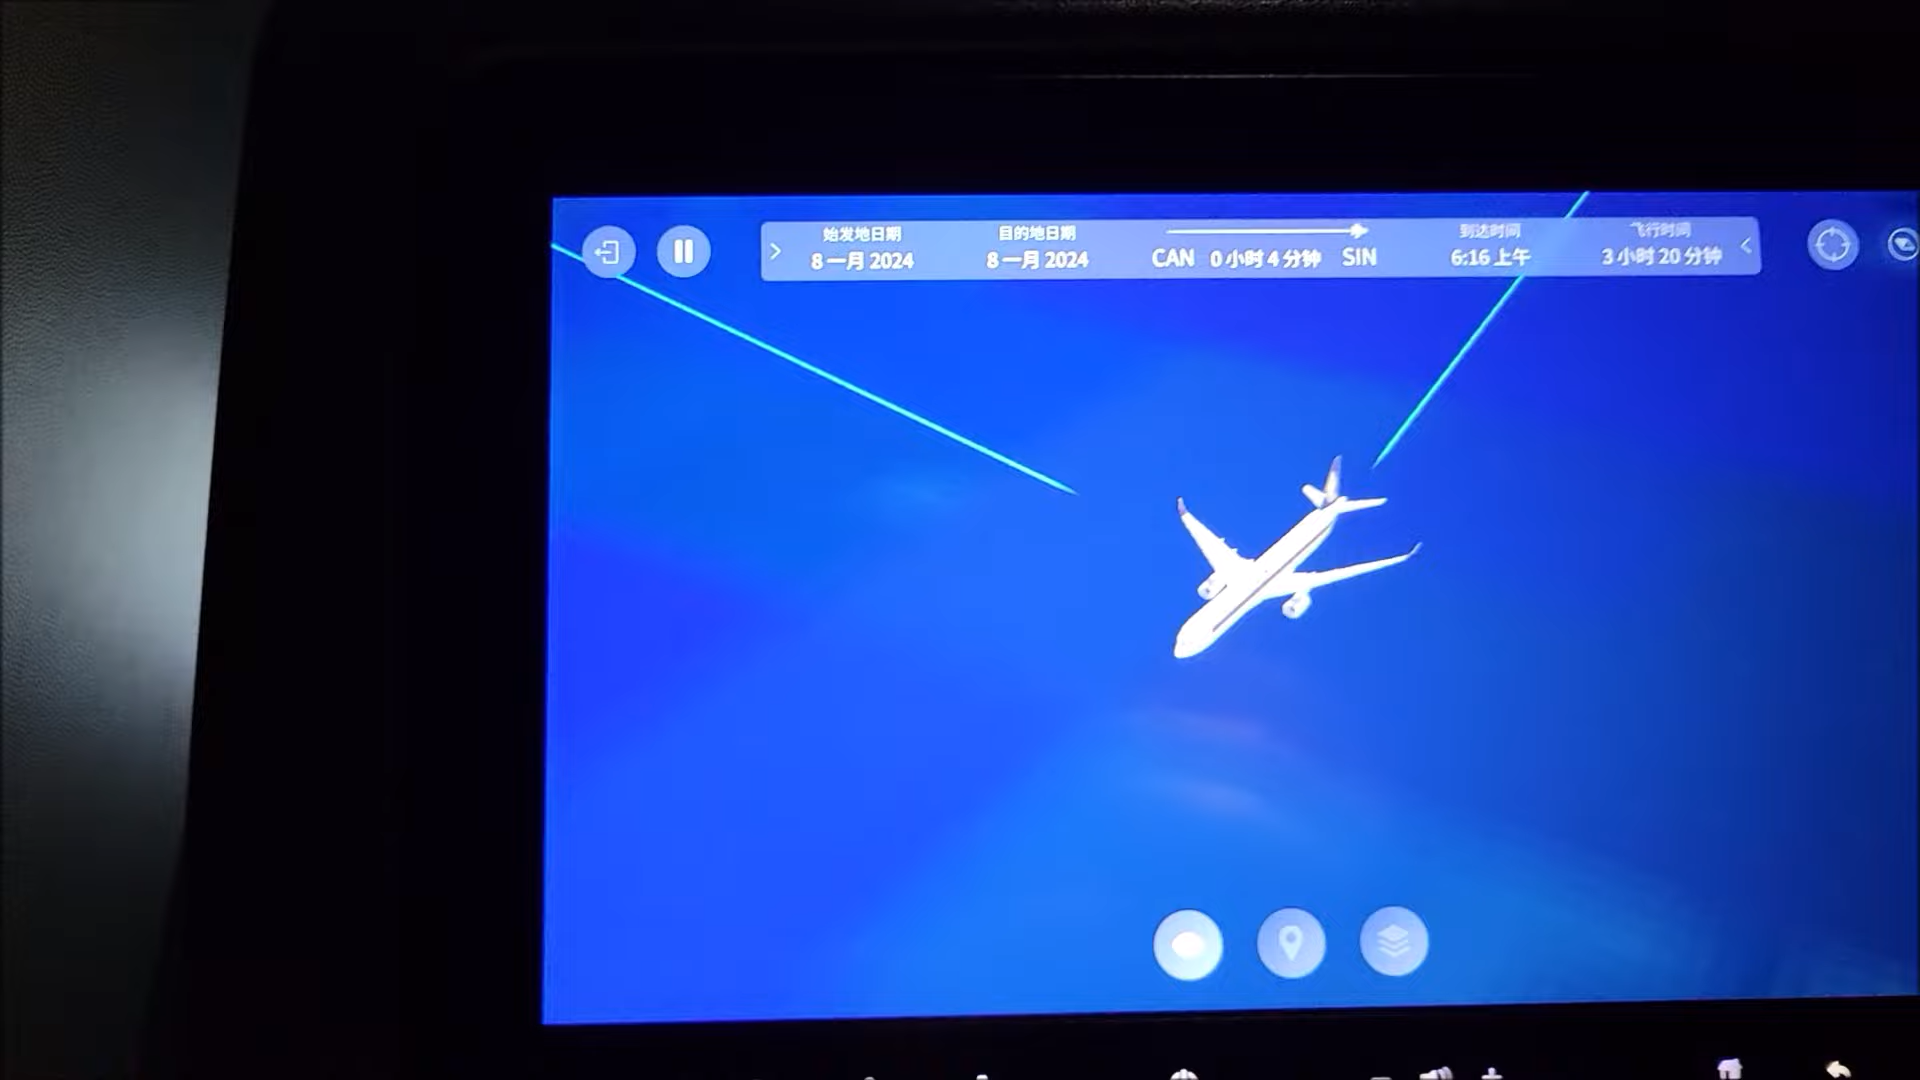 始发地日期
8 一月 2024
目的地日期
8 一月 2024
CAN 0 小时 4 分钟 SIN
到达时间
6:16 上午
飞行时间
3 小时 20 分钟